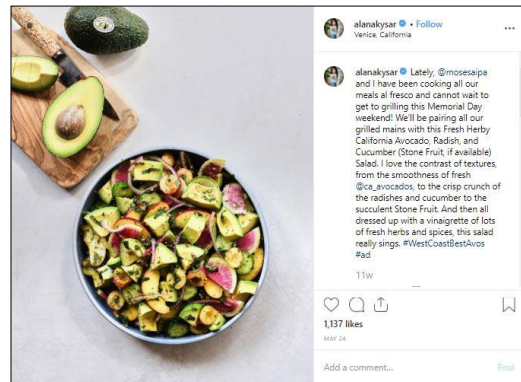 alanakysar • Follow
Venice, California
alanakysar Lately, @mosesaipa
and I have been cooking all our
meals al fresco and cannot wait to
get to grilling this Memorial Day
weekend! We'll be pairing all our
grilled mains with this Fresh Herby
California Avocado, Radish, and
Cucumber (Stone Fruit, if available)
Salad. I love the contrast of textures,
from the smoothness of fresh
@ca_avocados, to the crisp crunch of
the radishes and cucumber to the
succulent Stone Fruit. And then all
dressed up with a vinaigrette of lots
of fresh herbs and spices, this salad
really sings. #WestCoastBestAvos
#ad
11w
1,137 likes
MAY 24
Add a comment...
Post